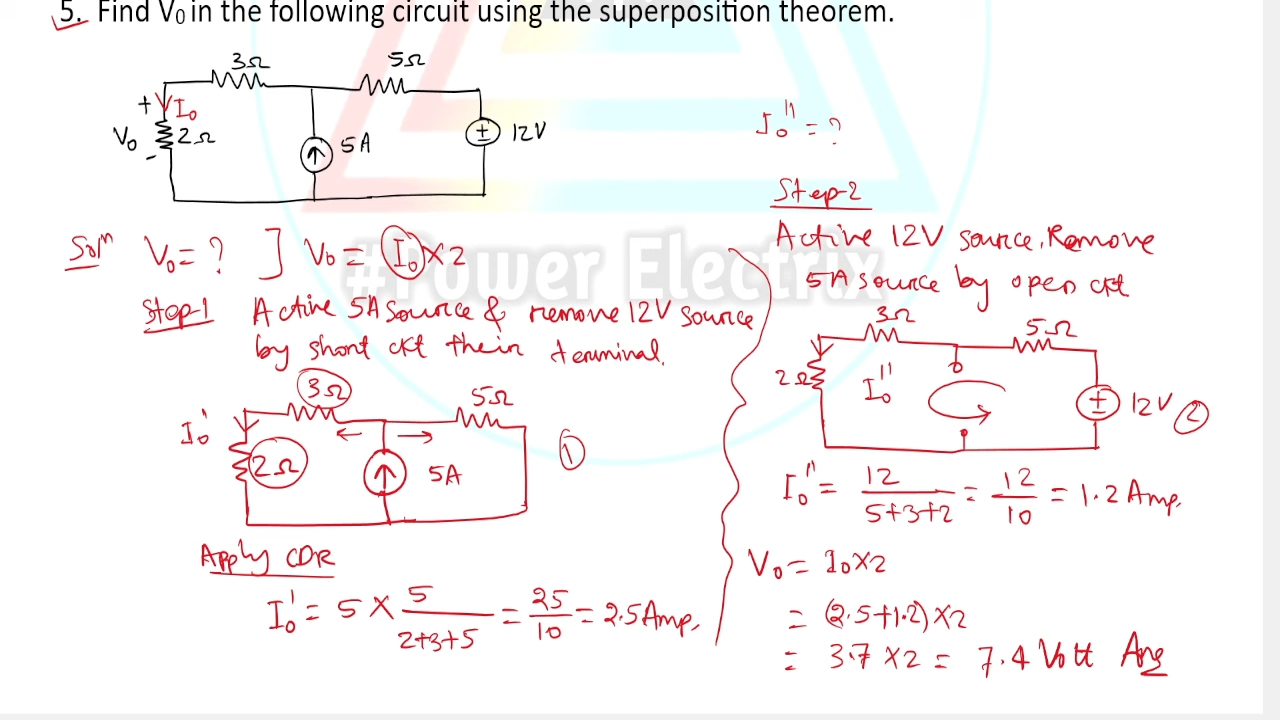 5. Find V₀ in the following circuit using the superposition theorem.
3Ω 5Ω
+ I₀
V₀ 2Ω 5A ± 12V
-
Solⁿ V₀ = ? ] V₀ = I₀ × 2
#Power Electrix
Step-1 Active 5A Source & remove 12V source
by short ckt their terminal.
3Ω 5Ω
I₀'
2Ω 5A ①
Apply CDR
I₀' = 5 × 5/(2+3+5) = 25/10 = 2.5 Amp.
I₀'' = ?
Step-2
Active 12V source, Remove
5A source by open ckt
3Ω 5Ω
2Ω I₀'' ± 12V ②
I₀'' = 12/(5+3+2) = 12/10 = 1.2 Amp.
V₀ = I₀×2
= (2.5+1.2)×2
= 3.7 × 2 = 7.4 Volt Ans